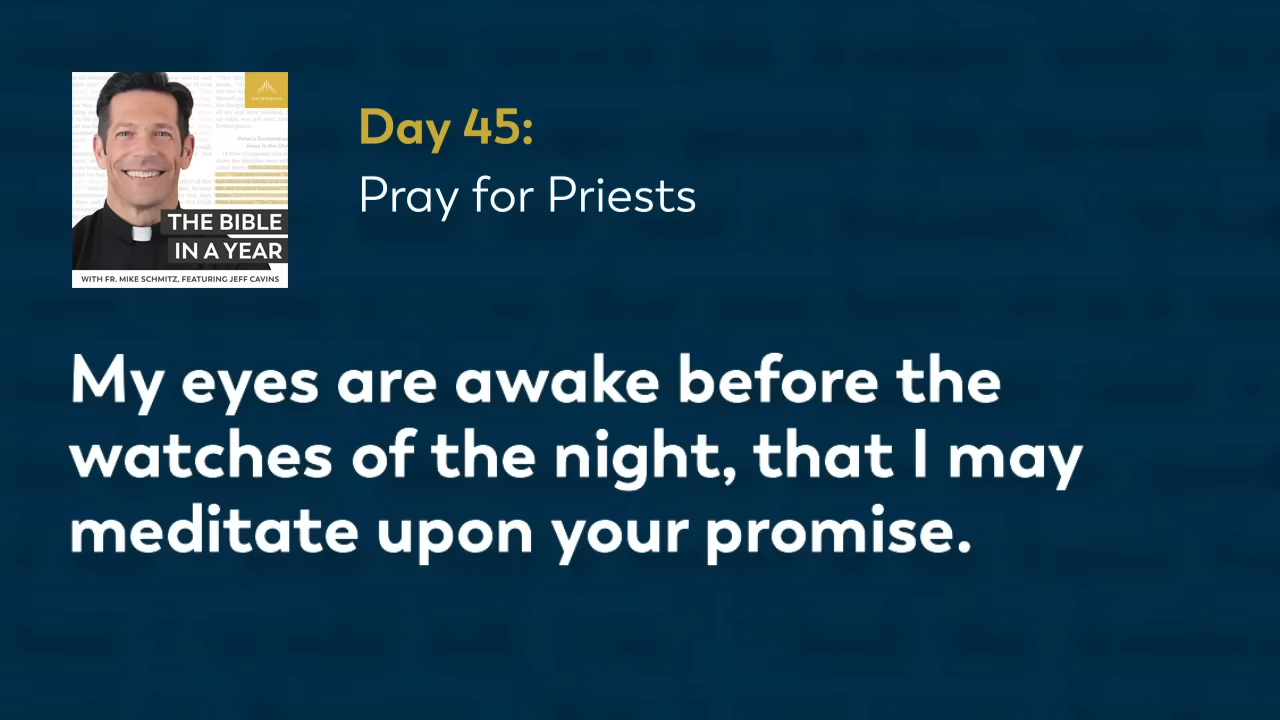 Day 45:
Pray for Priests
THE BIBLE
IN A YEAR
WITH FR. MIKE SCHMITZ, FEATURING JEFF CAVINS
My eyes are awake before the
watches of the night, that I may
meditate upon your promise.